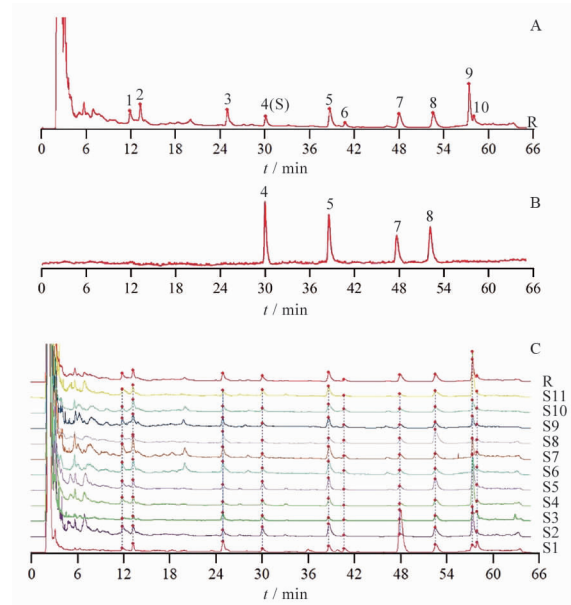 A
1
2
3
4(S)
5
6
7
8
9
10
R
0 6 12 18 24 30 36 42 48 54 60 66
t / min
B
4
5
7
8
0 6 12 18 24 30 36 42 48 54 60 66
t / min
C
R
S11
S10
S9
S8
S7
S6
S5
S4
S3
S2
S1
0 6 12 18 24 30 36 42 48 54 60 66
t / min